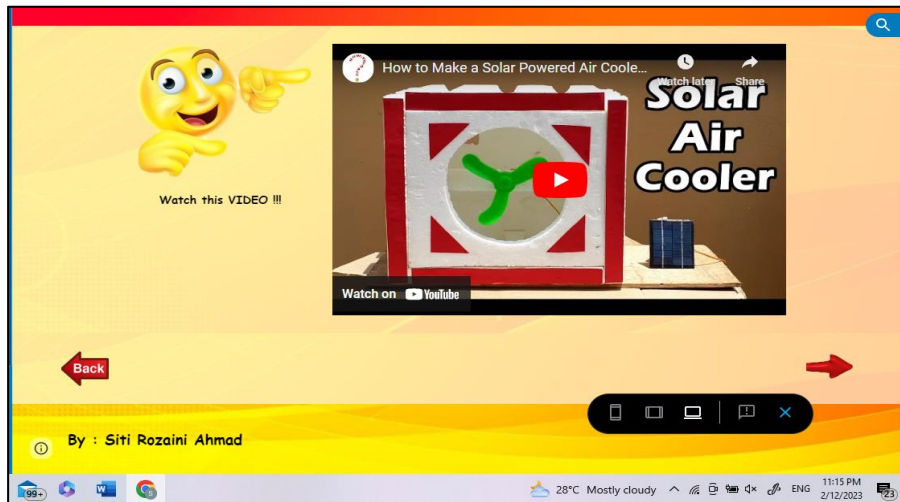 How to Make a Solar Powered Air Coole...
Watch later
Share
Solar
Air
Cooler
Watch this VIDEO !!!
Watch on YouTube
Back
By : Siti Rozaini Ahmad
99+
28°C Mostly cloudy
ENG
11:15 PM
2/12/2023
23